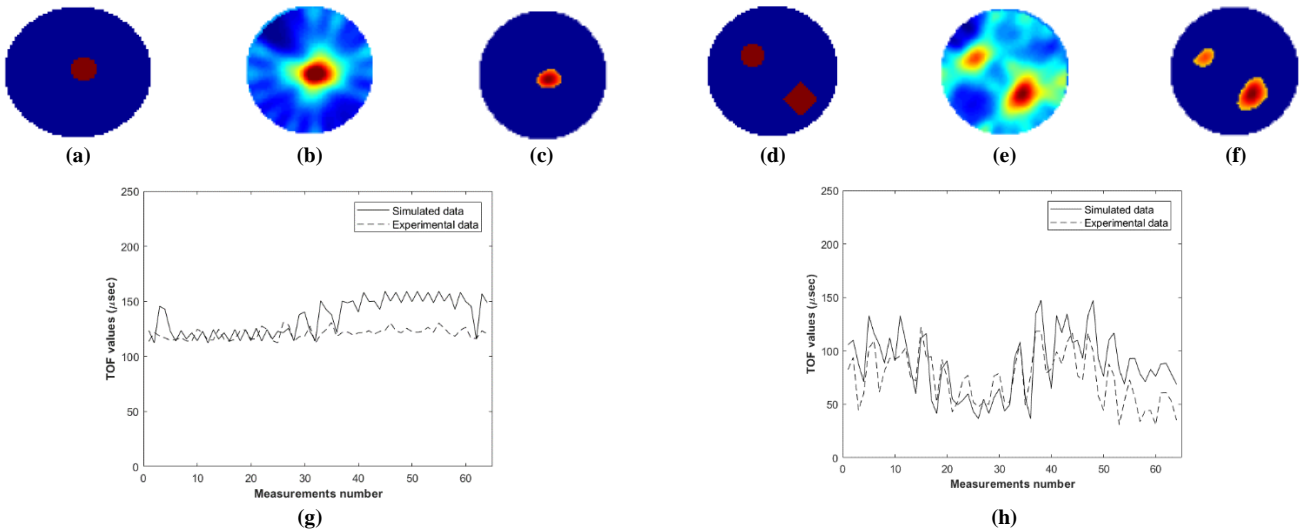 (a)
(b)
(c)
(d)
(e)
(f)
250
200
150
100
50
0
TOF values (μsec)
Simulated data
Experimental data
0
10
20
30
40
50
60
Measurements number
(g)
250
200
150
100
50
0
TOF values (μsec)
Simulated data
Experimental data
0
10
20
30
40
50
60
Measurements number
(h)